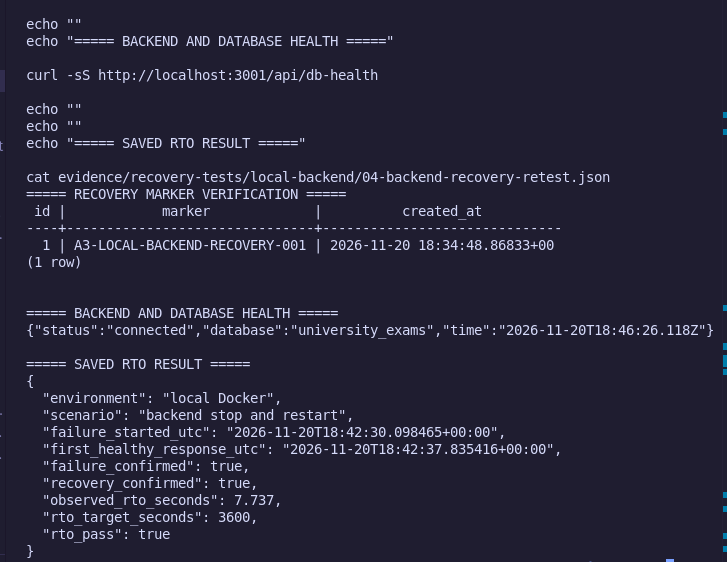 echo ""
echo "===== BACKEND AND DATABASE HEALTH ====="
curl -sS http://localhost:3001/api/db-health
echo ""
echo ""
echo "===== SAVED RTO RESULT ====="
cat evidence/recovery-tests/local-backend/04-backend-recovery-retest.json
===== RECOVERY MARKER VERIFICATION =====
 id |            marker             |          created_at
----+-------------------------------+------------------------------
  1 | A3-LOCAL-BACKEND-RECOVERY-001 | 2026-11-20 18:34:48.86833+00
(1 row)
===== BACKEND AND DATABASE HEALTH =====
{"status":"connected","database":"university_exams","time":"2026-11-20T18:46:26.118Z"}
===== SAVED RTO RESULT =====
{
  "environment": "local Docker",
  "scenario": "backend stop and restart",
  "failure_started_utc": "2026-11-20T18:42:30.098465+00:00",
  "first_healthy_response_utc": "2026-11-20T18:42:37.835416+00:00",
  "failure_confirmed": true,
  "recovery_confirmed": true,
  "observed_rto_seconds": 7.737,
  "rto_target_seconds": 3600,
  "rto_pass": true
}